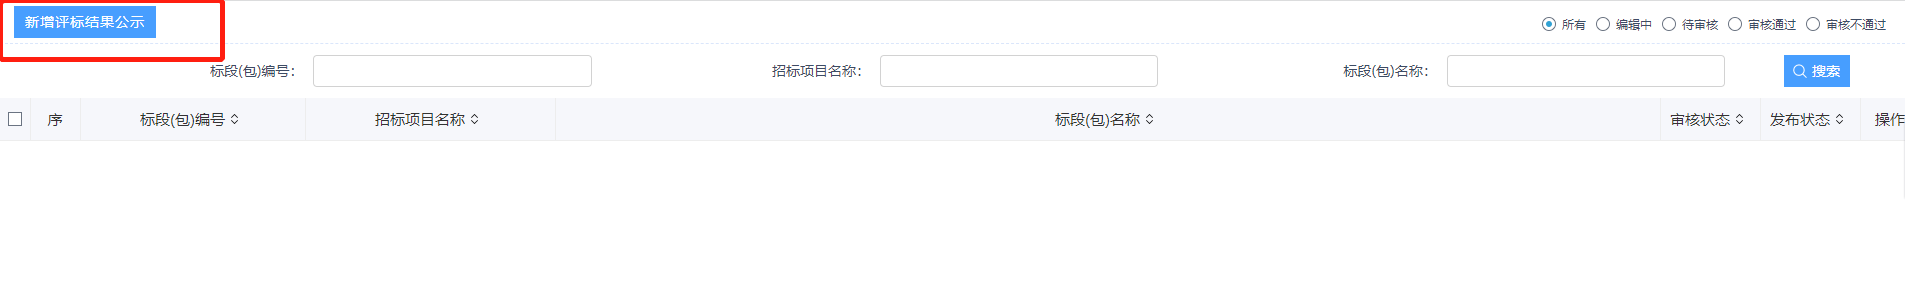 新增评标结果公示
所有 编辑中 待审核 审核通过 审核不通过
标段(包)编号： 招标项目名称： 标段(包)名称： 搜索
序 标段(包)编号 招标项目名称 标段(包)名称 审核状态 发布状态 操作